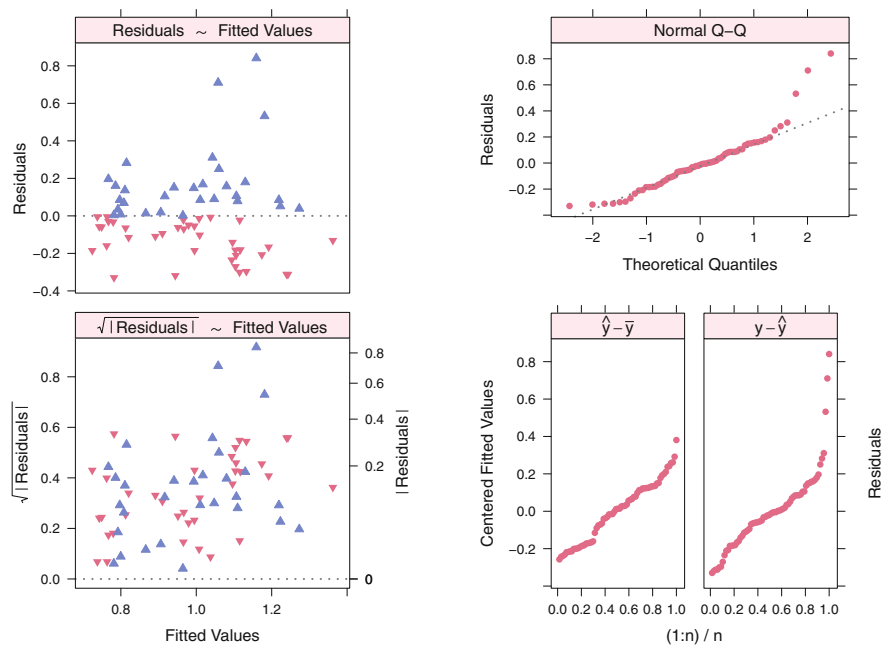 Residuals ~ Fitted Values
Residuals
0.8
0.6
0.4
0.2
0.0
−0.2
−0.4
√| Residuals | ~ Fitted Values
√|Residuals|
0.8
0.6
0.4
0.2
0.0
0.8
0.6
0.4
0.2
0
0
| Residuals |
0.8 1.0 1.2
Fitted Values
Normal Q−Q
Residuals
0.8
0.6
0.4
0.2
0.0
−0.2
−2 −1 0 1 2
Theoretical Quantiles
ŷ − ȳ
y − ŷ
Centered Fitted Values
0.8
0.6
0.4
0.2
0.0
−0.2
Residuals
0.0 0.2 0.4 0.6 0.8 1.0
0.0 0.2 0.4 0.6 0.8 1.0
(1:n) / n